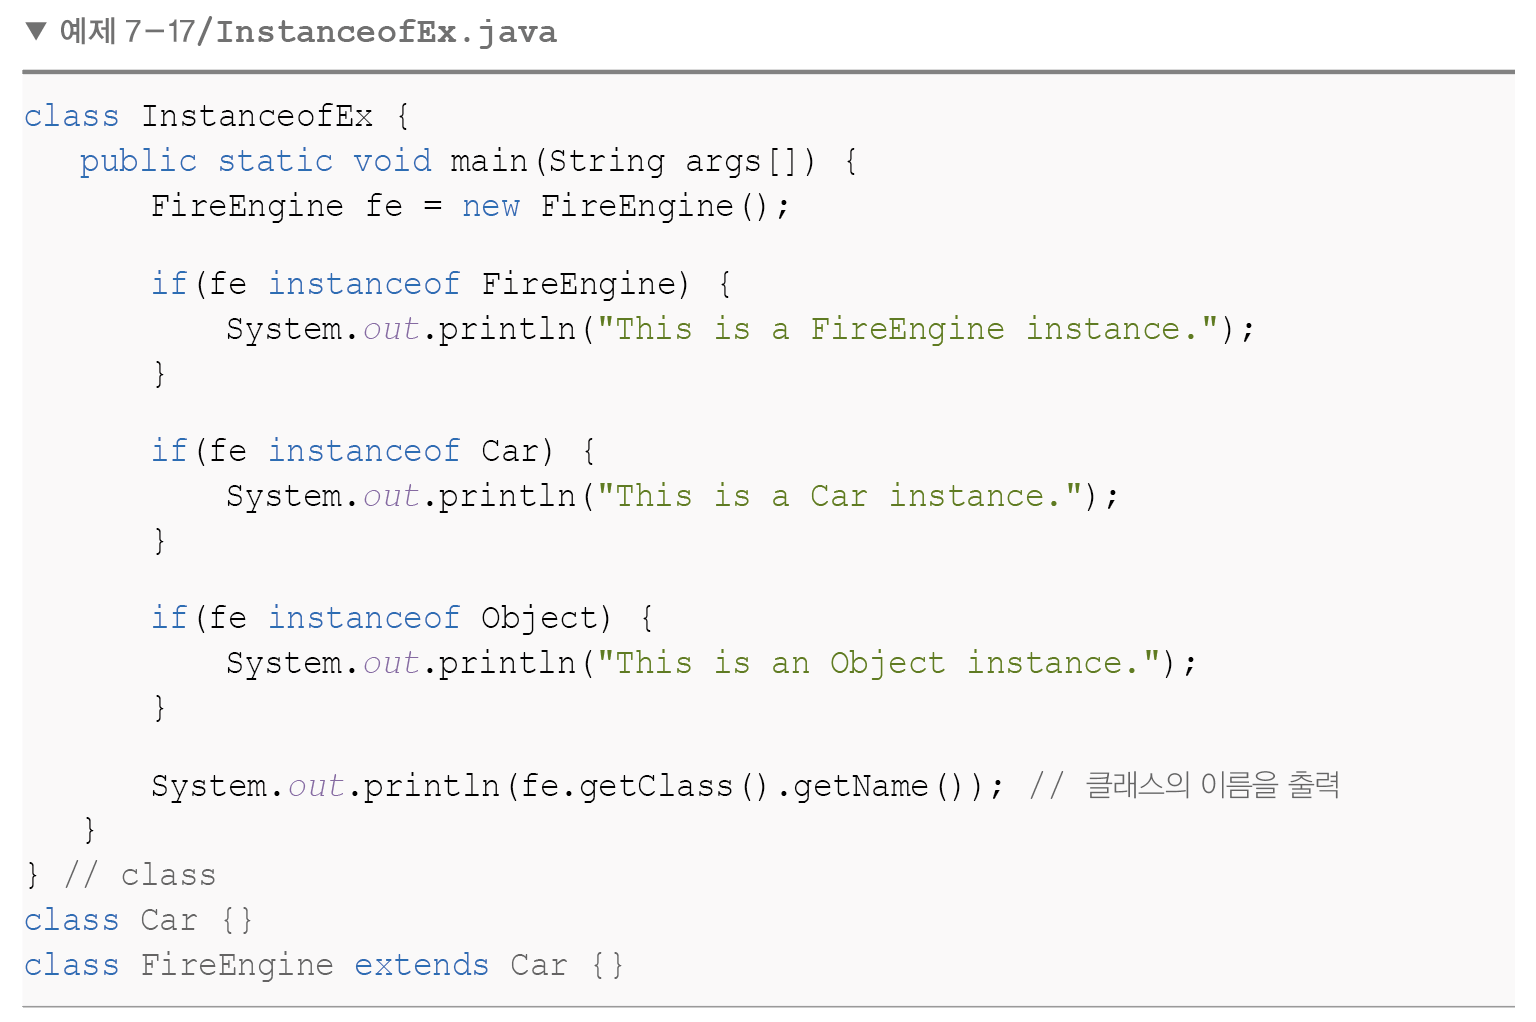 ▼ 예제 7-17/InstanceofEx.java
class InstanceofEx {
public static void main(String args[]) {
FireEngine fe = new FireEngine();
if(fe instanceof FireEngine) {
System.out.println("This is a FireEngine instance.");
}
if(fe instanceof Car) {
System.out.println("This is a Car instance.");
}
if(fe instanceof Object) {
System.out.println("This is an Object instance.");
}
System.out.println(fe.getClass().getName()); // 클래스의 이름을 출력
}
} // class
class Car {}
class FireEngine extends Car {}